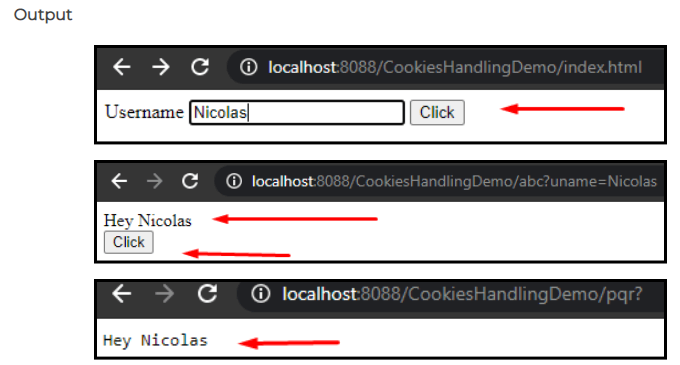 Output
localhost:8088/CookiesHandlingDemo/index.html
Username Nicolas Click
localhost:8088/CookiesHandlingDemo/abc?uname=Nicolas
Hey Nicolas
Click
localhost:8088/CookiesHandlingDemo/pqr?
Hey Nicolas